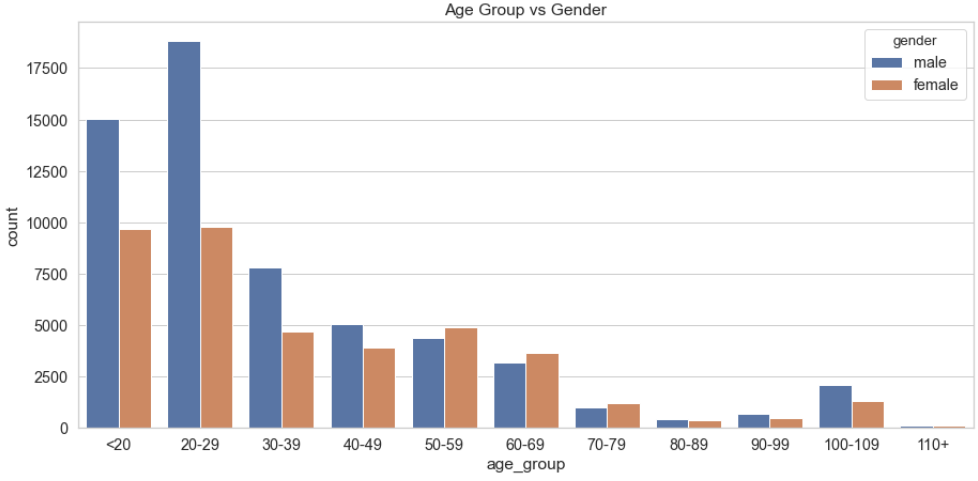 Age Group vs Gender
gender
male
female
count
17500
15000
12500
10000
7500
5000
2500
0
<20 20-29 30-39 40-49 50-59 60-69 70-79 80-89 90-99 100-109 110+
age_group